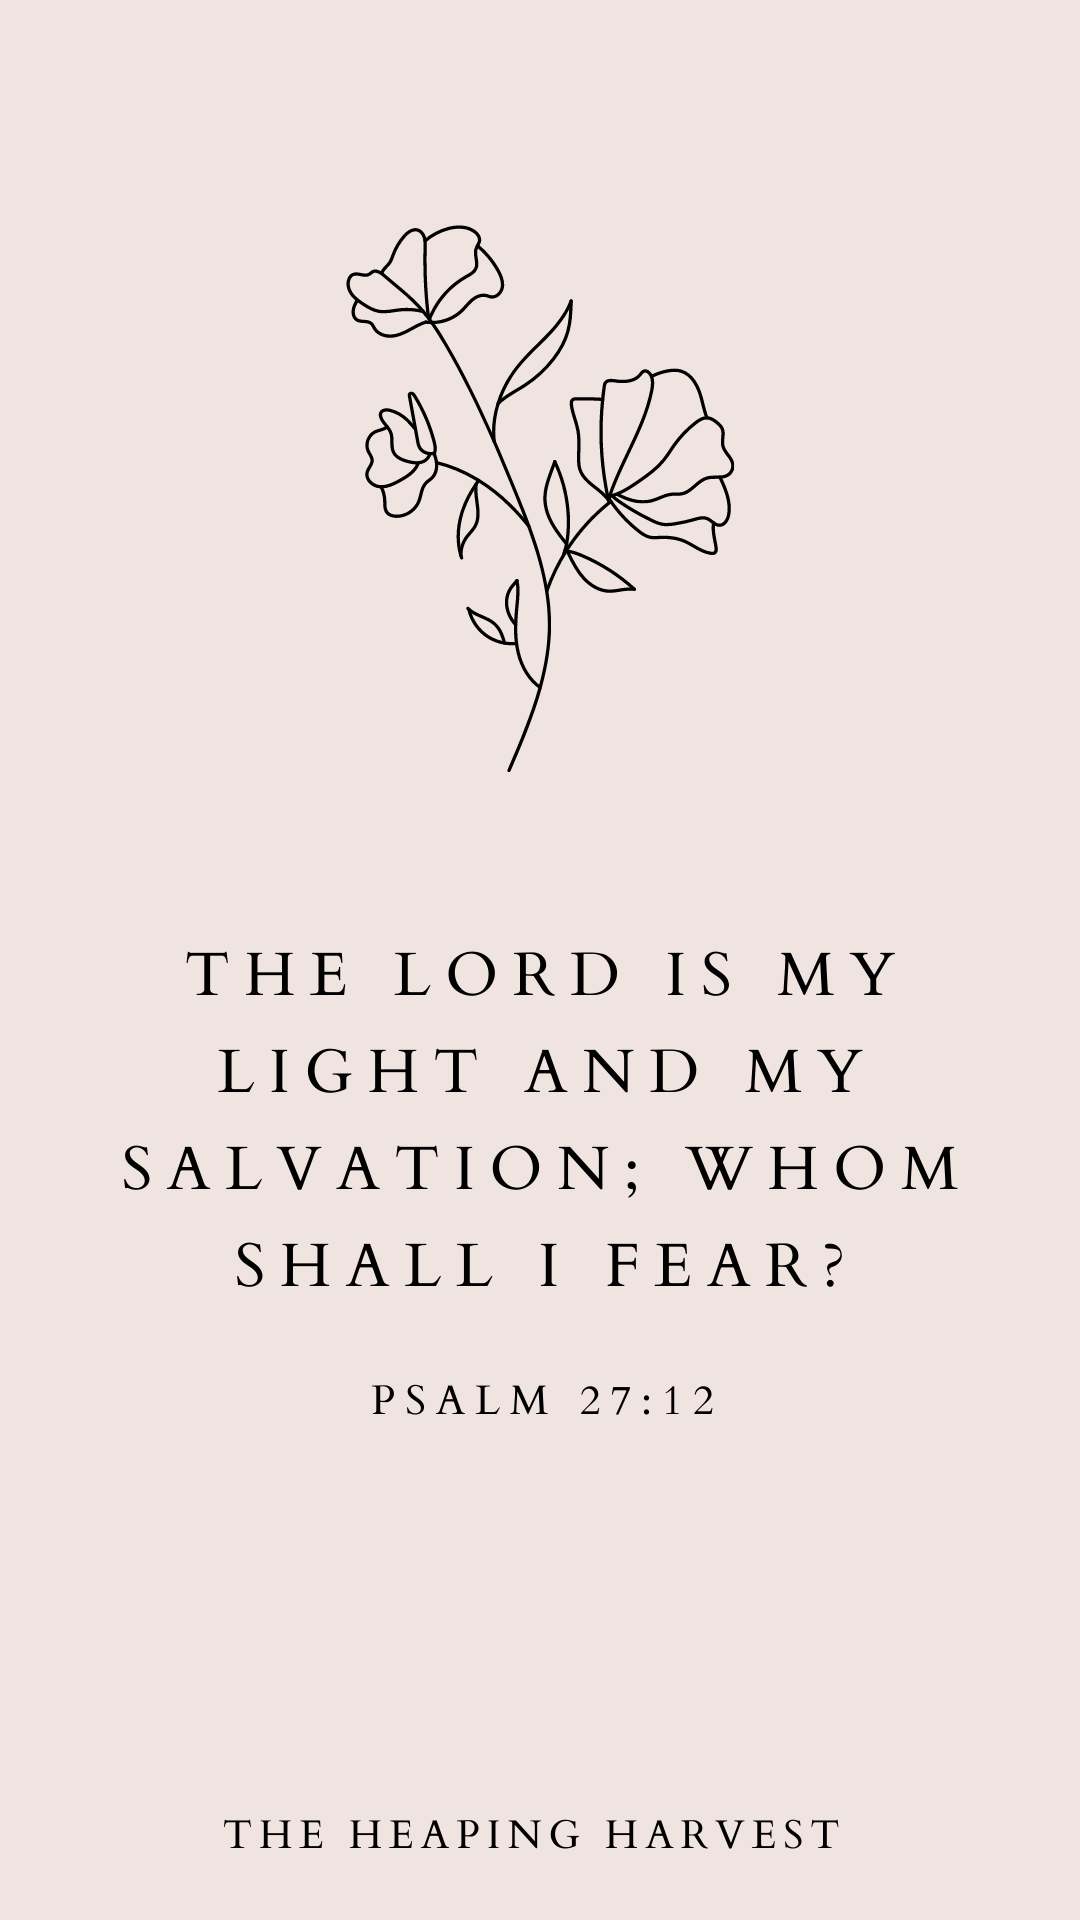 THE LORD IS MY
LIGHT AND MY
SALVATION; WHOM
SHALL I FEAR?
PSALM 27:12
THE HEAPING HARVEST